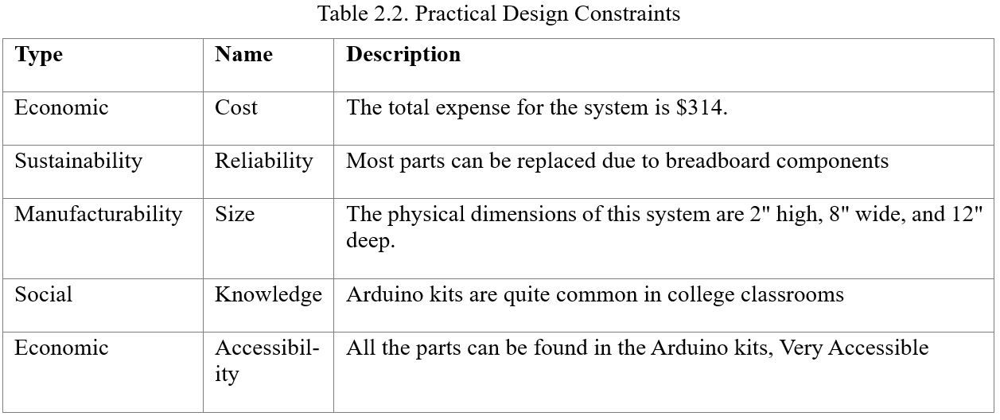 Table 2.2. Practical Design Constraints
Type Name Description
Economic Cost The total expense for the system is $314.
Sustainability Reliability Most parts can be replaced due to breadboard components
Manufacturability Size The physical dimensions of this system are 2" high, 8" wide, and 12"
deep.
Social Knowledge Arduino kits are quite common in college classrooms
Economic Accessibil- All the parts can be found in the Arduino kits, Very Accessible
ity